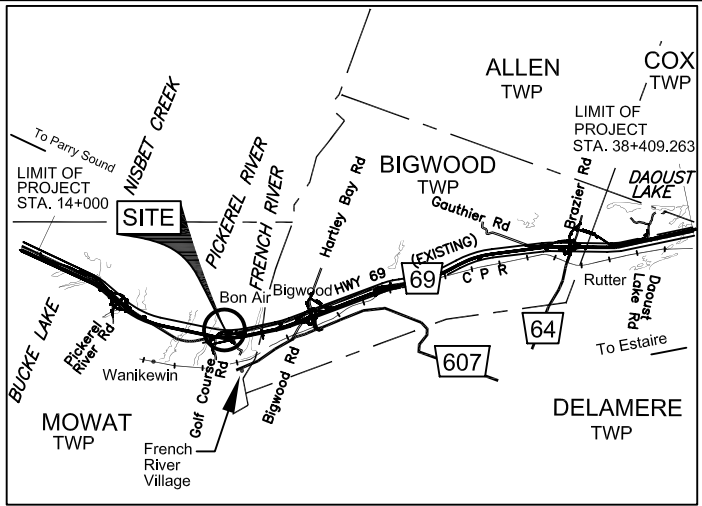 ALLEN
TWP
COX
TWP
LIMIT OF
PROJECT
STA. 38+409.263
To Parry Sound
NISBET CREEK
PICKEREL RIVER
FRENCH RIVER
Hartley Bay Rd
BIGWOOD
TWP
Brazier Rd
DAOUST
LAKE
LIMIT OF
PROJECT
STA. 14+000
SITE
Gauthier Rd
Bon Air
Bigwood
HWY 69
(EXISTING)
69
C P R
Rutter
Daoust
Lake Rd
64
To Estaire
BUCKE LAKE
Pickerel
River Rd
Wanikewin
Golf Course
Rd
Bigwood Rd
607
MOWAT
TWP
French
River
Village
DELAMERE
TWP